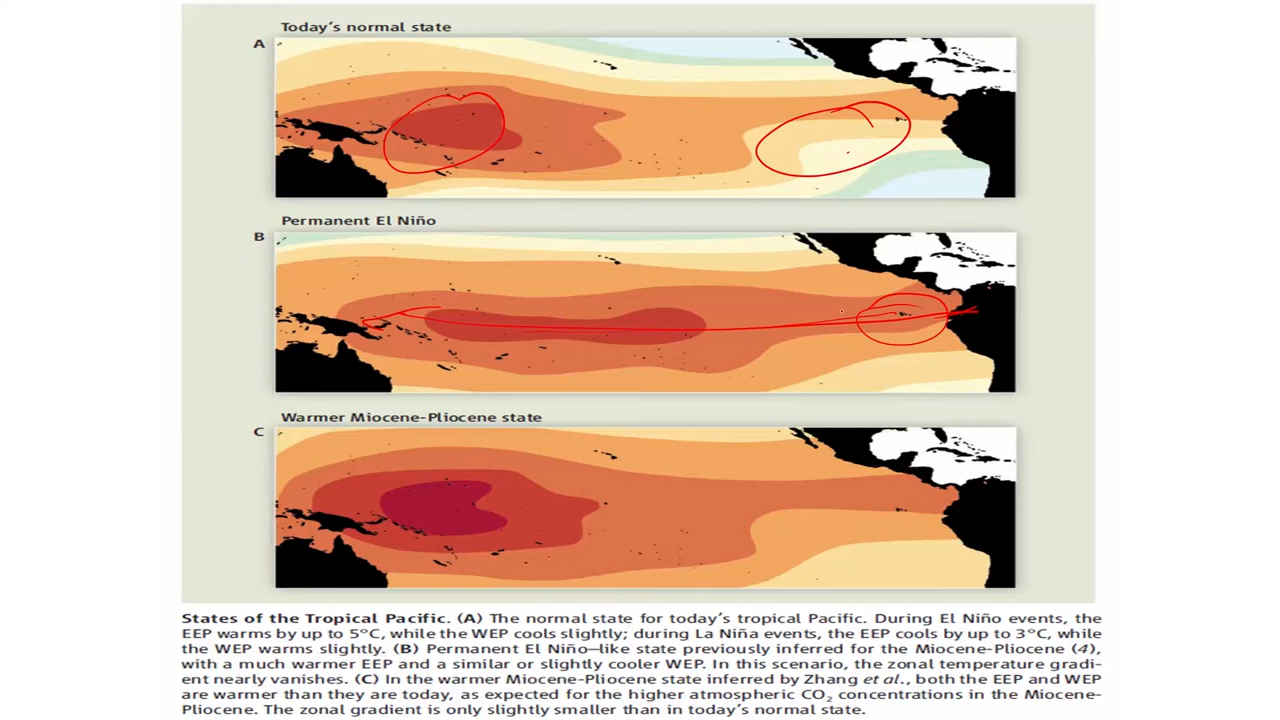 Today's normal state
A
Permanent El Niño
B
Warmer Miocene-Pliocene state
C
States of the Tropical Pacific. (A) The normal state for today's tropical Pacific. During El Niño events, the
EEP warms by up to 5°C, while the WEP cools slightly; during La Niña events, the EEP cools by up to 3°C, while
the WEP warms slightly. (B) Permanent El Niño–like state previously inferred for the Miocene-Pliocene (4),
with a much warmer EEP and a similar or slightly cooler WEP. In this scenario, the zonal temperature gradi-
ent nearly vanishes. (C) In the warmer Miocene-Pliocene state inferred by Zhang et al., both the EEP and WEP
are warmer than they are today, as expected for the higher atmospheric CO₂ concentrations in the Miocene-
Pliocene. The zonal gradient is only slightly smaller than in today's normal state.